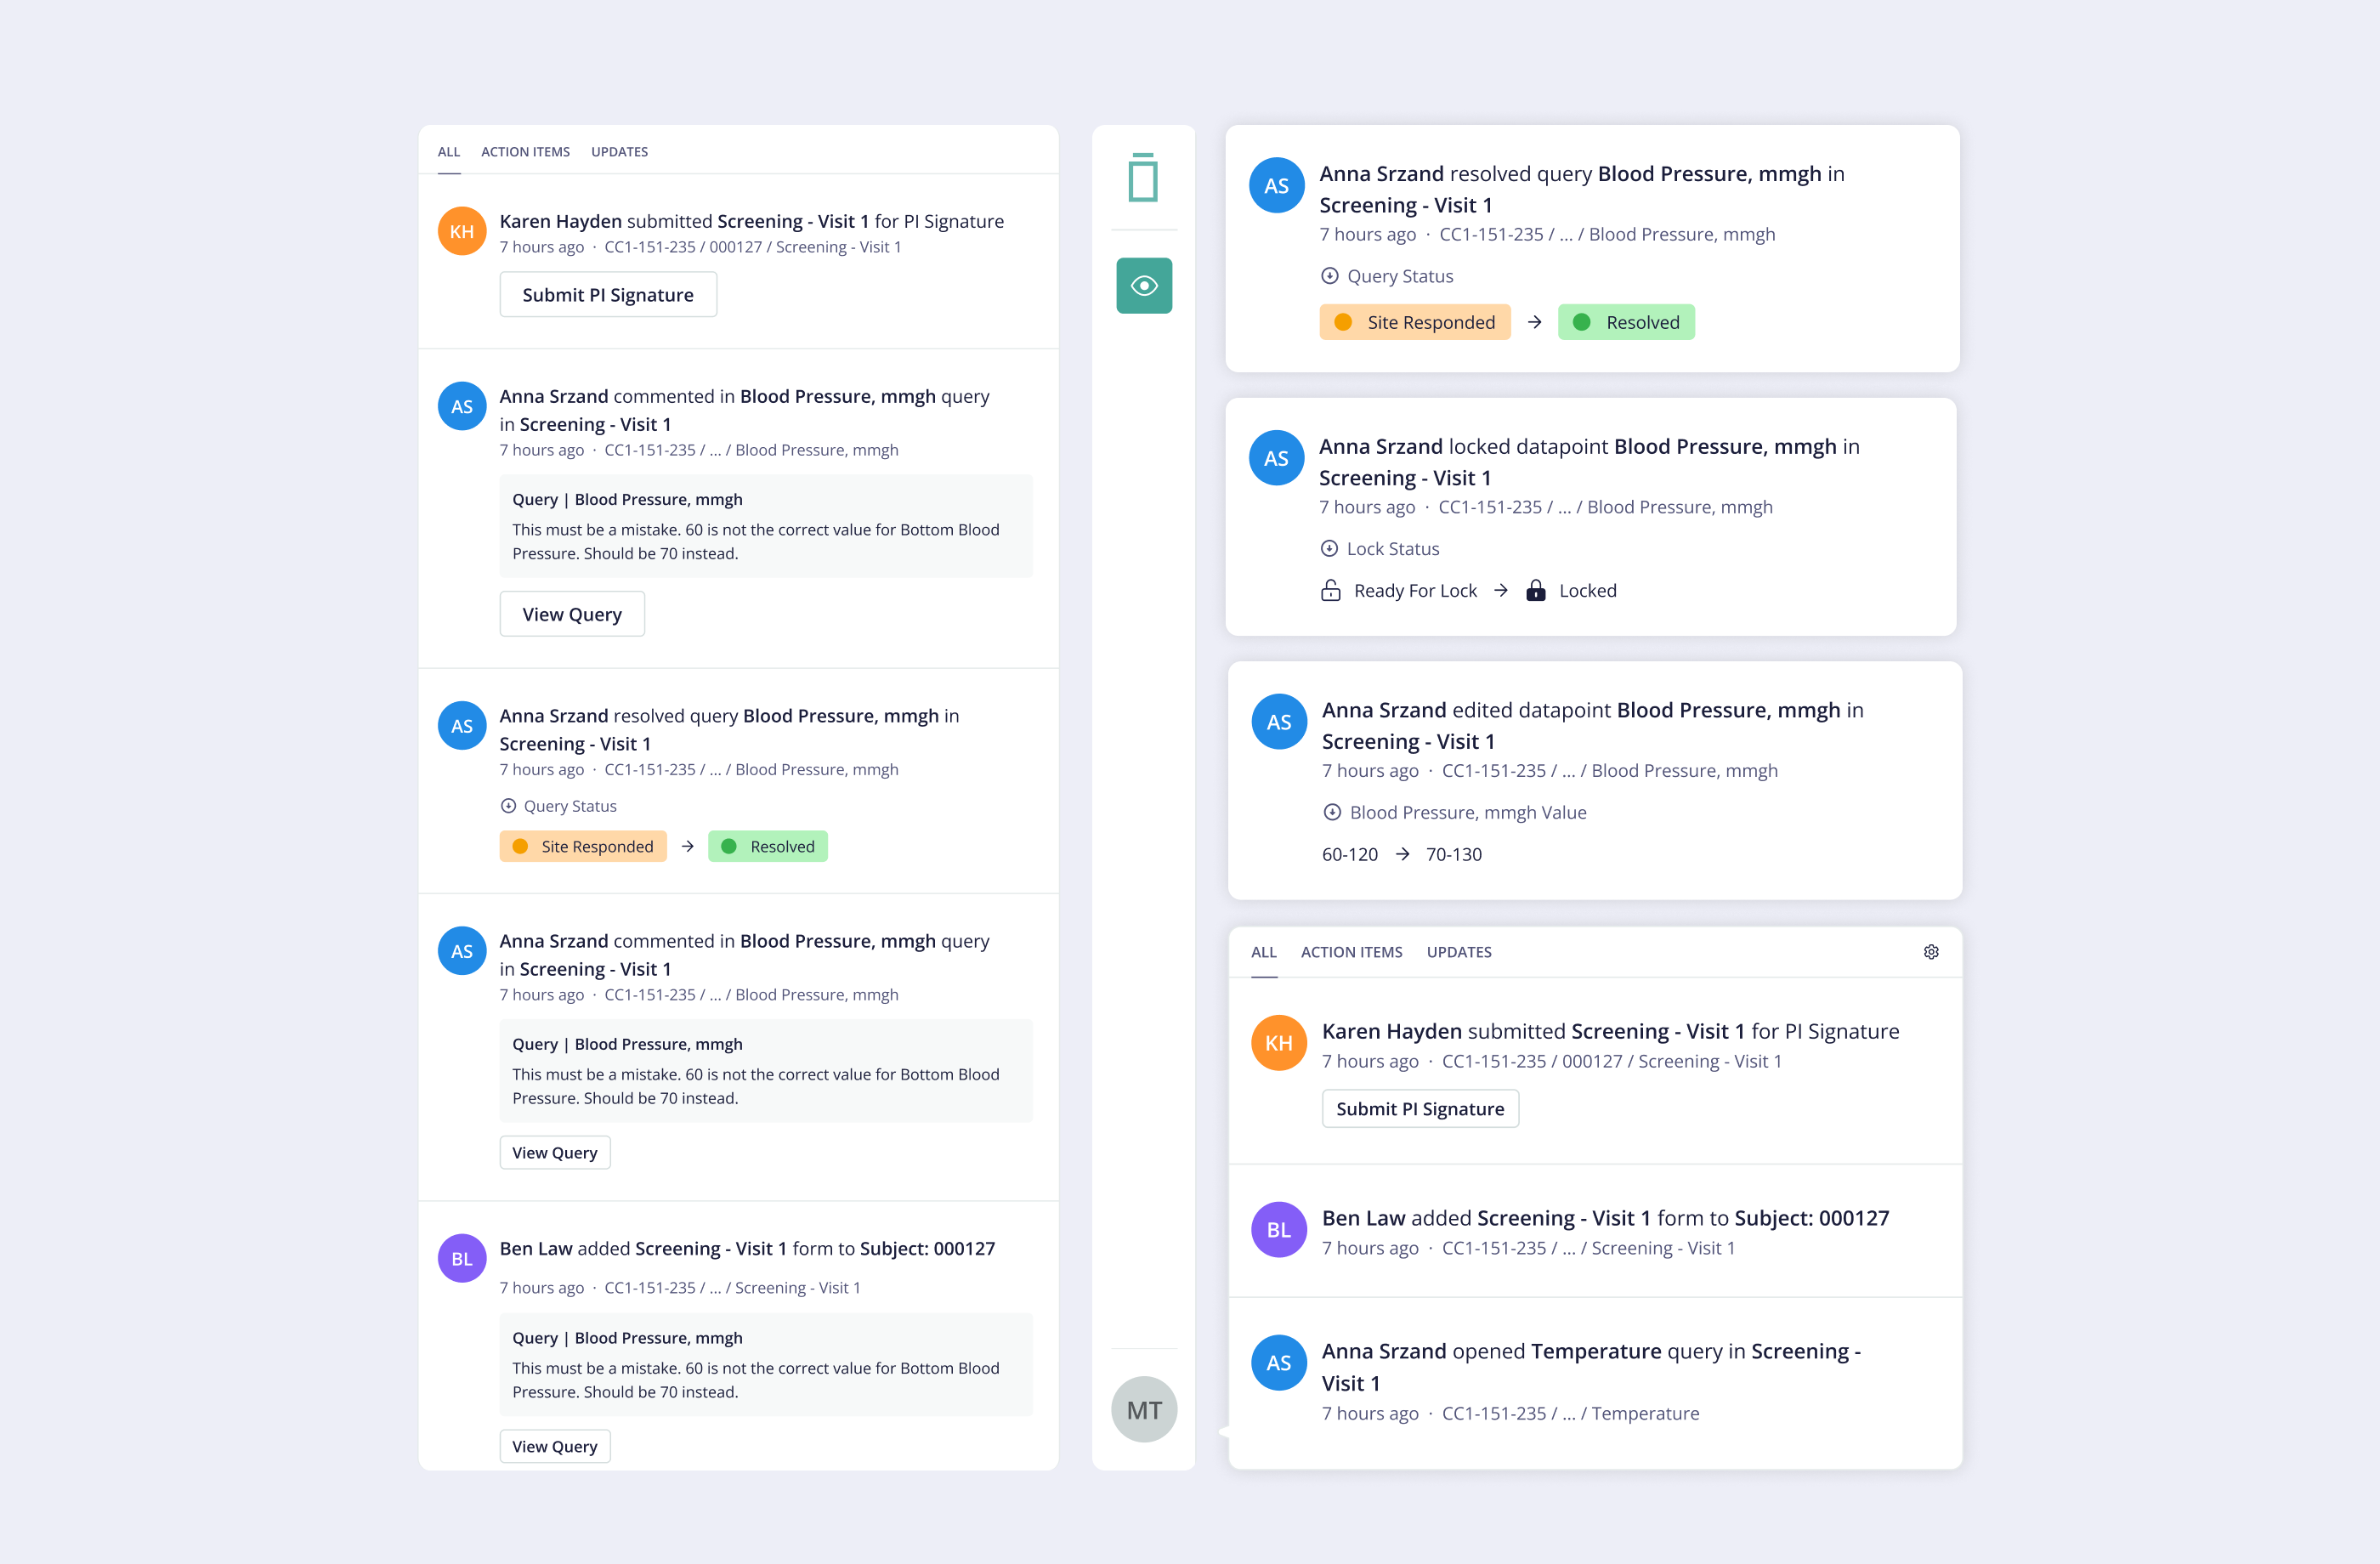 ALL ACTION ITEMS UPDATES
KH
Karen Hayden submitted Screening - Visit 1 for PI Signature
7 hours ago · CC1-151-235 / 000127 / Screening - Visit 1
Submit PI Signature
AS
Anna Srzand commented in Blood Pressure, mmgh query
in Screening - Visit 1
7 hours ago · CC1-151-235 / ... / Blood Pressure, mmgh
Query | Blood Pressure, mmgh
This must be a mistake. 60 is not the correct value for Bottom Blood
Pressure. Should be 70 instead.
View Query
AS
Anna Srzand resolved query Blood Pressure, mmgh in
Screening - Visit 1
7 hours ago · CC1-151-235 / ... / Blood Pressure, mmgh
Query Status
Site Responded → Resolved
AS
Anna Srzand commented in Blood Pressure, mmgh query
in Screening - Visit 1
7 hours ago · CC1-151-235 / ... / Blood Pressure, mmgh
Query | Blood Pressure, mmgh
This must be a mistake. 60 is not the correct value for Bottom Blood
Pressure. Should be 70 instead.
View Query
BL
Ben Law added Screening - Visit 1 form to Subject: 000127
7 hours ago · CC1-151-235 / ... / Screening - Visit 1
Query | Blood Pressure, mmgh
This must be a mistake. 60 is not the correct value for Bottom Blood
Pressure. Should be 70 instead.
View Query
MT
AS
Anna Srzand resolved query Blood Pressure, mmgh in
Screening - Visit 1
7 hours ago · CC1-151-235 / ... / Blood Pressure, mmgh
Query Status
Site Responded → Resolved
AS
Anna Srzand locked datapoint Blood Pressure, mmgh in
Screening - Visit 1
7 hours ago · CC1-151-235 / ... / Blood Pressure, mmgh
Lock Status
Ready For Lock → Locked
AS
Anna Srzand edited datapoint Blood Pressure, mmgh in
Screening - Visit 1
7 hours ago · CC1-151-235 / ... / Blood Pressure, mmgh
Blood Pressure, mmgh Value
60-120 → 70-130
ALL ACTION ITEMS UPDATES
KH
Karen Hayden submitted Screening - Visit 1 for PI Signature
7 hours ago · CC1-151-235 / 000127 / Screening - Visit 1
Submit PI Signature
BL
Ben Law added Screening - Visit 1 form to Subject: 000127
7 hours ago · CC1-151-235 / ... / Screening - Visit 1
AS
Anna Srzand opened Temperature query in Screening -
Visit 1
7 hours ago · CC1-151-235 / ... / Temperature